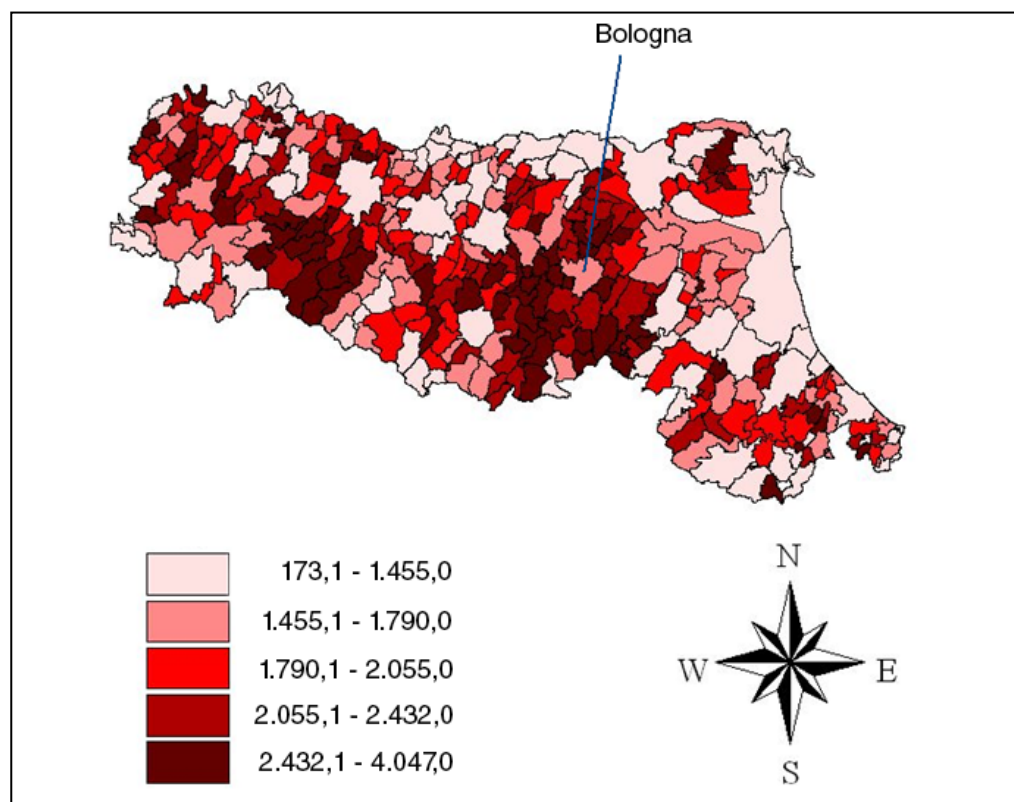 Bologna
173,1 - 1.455,0
1.455,1 - 1.790,0
1.790,1 - 2.055,0
2.055,1 - 2.432,0
2.432,1 - 4.047,0
N
W
E
S